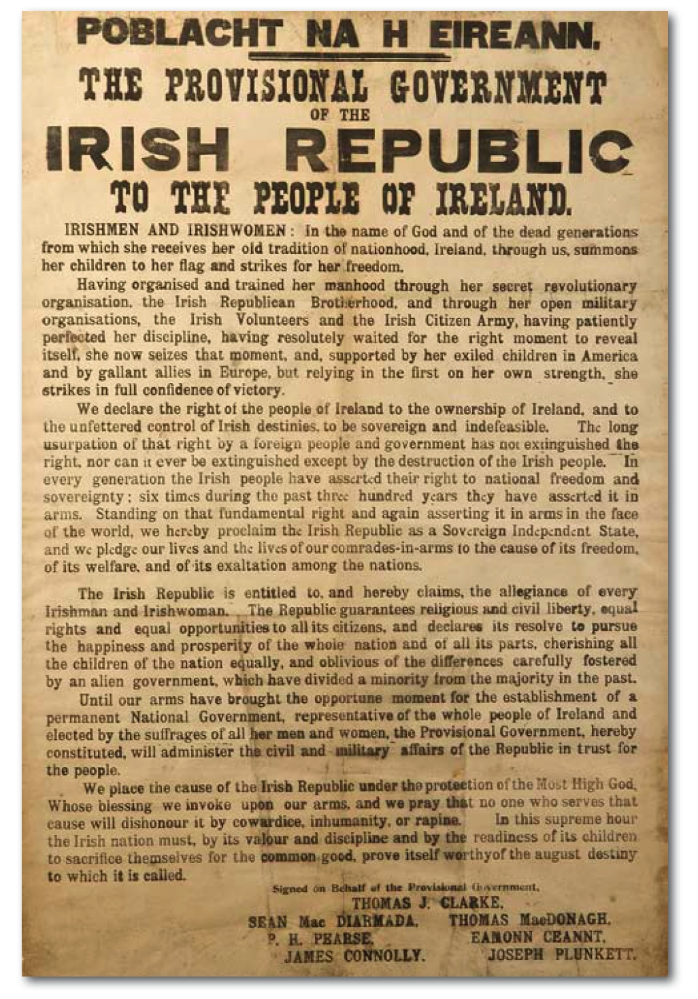 POBLACHT NA H EIREANN.
THE PROVISIONAL GOVERNMENT
OF THE
IRISH REPUBLIC
TO THE PEOPLE OF IRELAND.
IRISHMEN AND IRISHWOMEN : In the name of God and of the dead generations
from which she receives her old tradition of nationhood, Ireland, through us, summons
her children to her flag and strikes for her freedom.
Having organised and trained her manhood through her secret revolutionary
organisation, the Irish Republican Brotherhood, and through her open military
organisations, the Irish Volunteers and the Irish Citizen Army, having patiently
perfected her discipline, having resolutely waited for the right moment to reveal
itself, she now seizes that moment, and, supported by her exiled children in America
and by gallant allies in Europe, but relying in the first on her own strength, she
strikes in full confidence of victory.
We declare the right of the people of Ireland to the ownership of Ireland, and to
the unfettered control of Irish destinies, to be sovereign and indefeasible. The long
usurpation of that right by a foreign people and government has not extinguished the
right, nor can it ever be extinguished except by the destruction of the Irish people. In
every generation the Irish people have asserted their right to national freedom and
sovereignty ; six times during the past three hundred years they have asserted it in
arms. Standing on that fundamental right and again asserting it in arms in the face
of the world, we hereby proclaim the Irish Republic as a Sovereign Independent State,
and we pledge our lives and the lives of our comrades-in-arms to the cause of its freedom,
of its welfare, and of its exaltation among the nations.
The Irish Republic is entitled to, and hereby claims, the allegiance of every
Irishman and Irishwoman. The Republic guarantees religious and civil liberty, equal
rights and equal opportunities to all its citizens, and declares its resolve to pursue
the happiness and prosperity of the whole nation and of all its parts, cherishing all
the children of the nation equally, and oblivious of the differences carefully fostered
by an alien government, which have divided a minority from the majority in the past.
Until our arms have brought the opportune moment for the establishment of a
permanent National Government, representative of the whole people of Ireland and
elected by the suffrages of all her men and women, the Provisional Government, hereby
constituted, will administer the civil and military affairs of the Republic in trust for
the people.
We place the cause of the Irish Republic under the protection of the Most High God,
Whose blessing we invoke upon our arms, and we pray that no one who serves that
cause will dishonour it by cowardice, inhumanity, or rapine. In this supreme hour
the Irish nation must, by its valour and discipline and by the readiness of its children
to sacrifice themselves for the common good, prove itself worthy of the august destiny
to which it is called.
Signed on Behalf of the Provisional Government,
THOMAS J. CLARKE,
SEAN Mac DIARMADA, THOMAS MacDONAGH,
P. H. PEARSE, EAMONN CEANNT,
JAMES CONNOLLY. JOSEPH PLUNKETT.